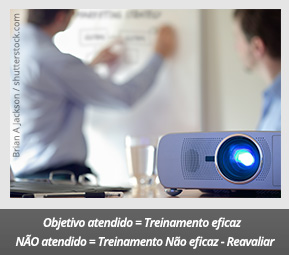 Brian A Jackson / shutterstock.com
Objetivo atendido = Treinamento eficaz
NÃO atendido = Treinamento Não eficaz - Reavaliar